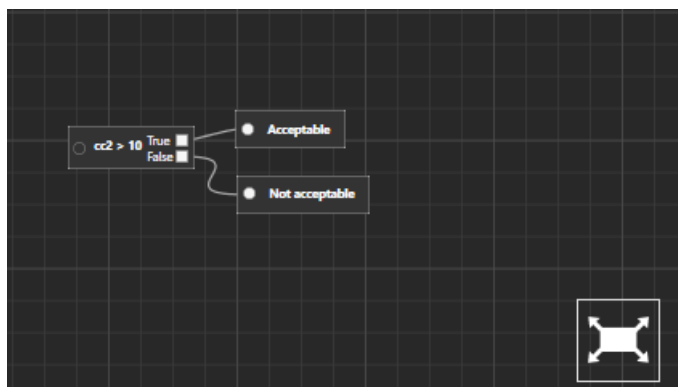 cc2 > 10
True
False
Acceptable
Not acceptable